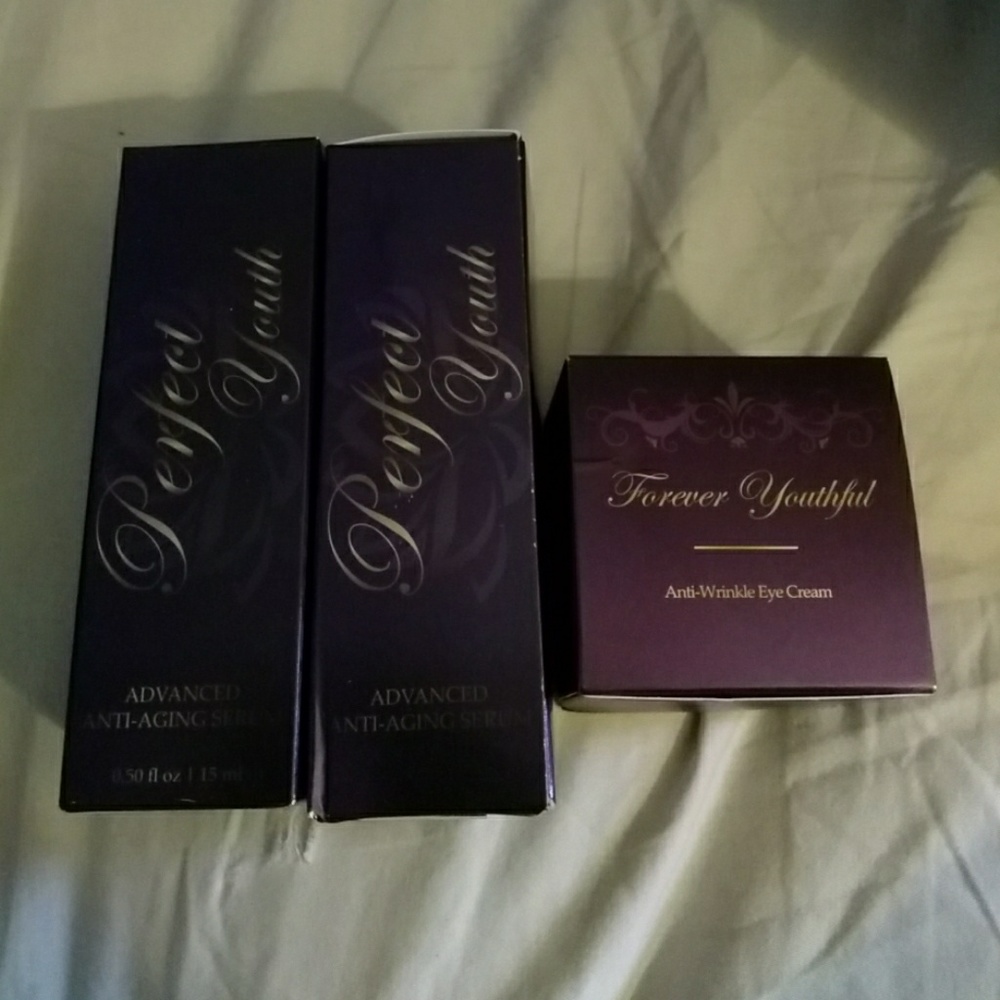 Perfect
Youth
ADVANCED
ANTI-AGING SERUM
0.50 fl oz | 15 ml
Perfect
Youth
ADVANCED
ANTI-AGING SERUM
Forever Youthful
Anti-Wrinkle Eye Cream